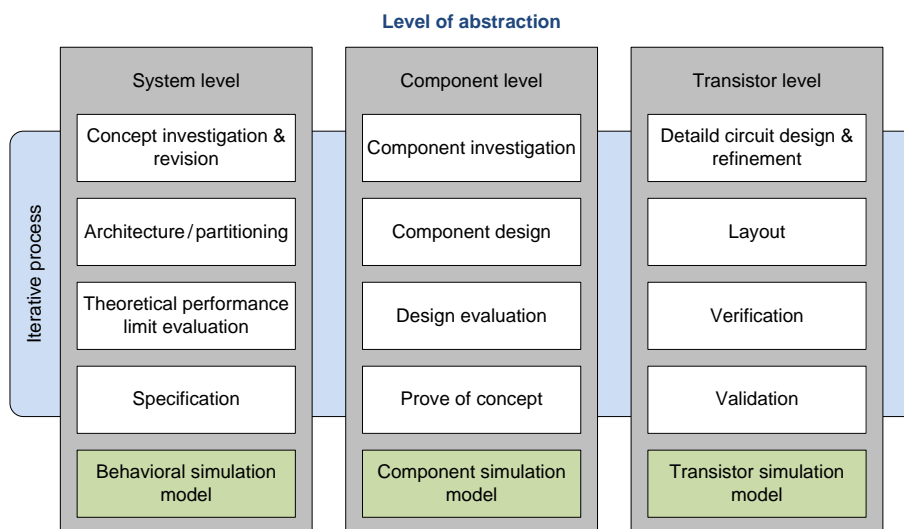 Level of abstraction
System level
Concept investigation &
revision
Architecture / partitioning
Theoretical performance
limit evaluation
Specification
Behavioral simulation
model
Component level
Component investigation
Component design
Design evaluation
Prove of concept
Component simulation
model
Transistor level
Detaild circuit design &
refinement
Layout
Verification
Validation
Transistor simulation
model
Iterative process